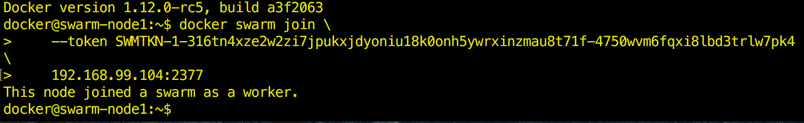 Docker version 1.12.0-rc5, build a3f2063
docker@swarm-node1:~$ docker swarm join \
>     --token SWMTKN-1-316tn4xze2w2zi7jpukxjdyoniu18k0onh5ywrxinzmau8t71f-4750wvm6fqxi8lbd3trlw7pk4
\
>     192.168.99.104:2377
This node joined a swarm as a worker.
docker@swarm-node1:~$